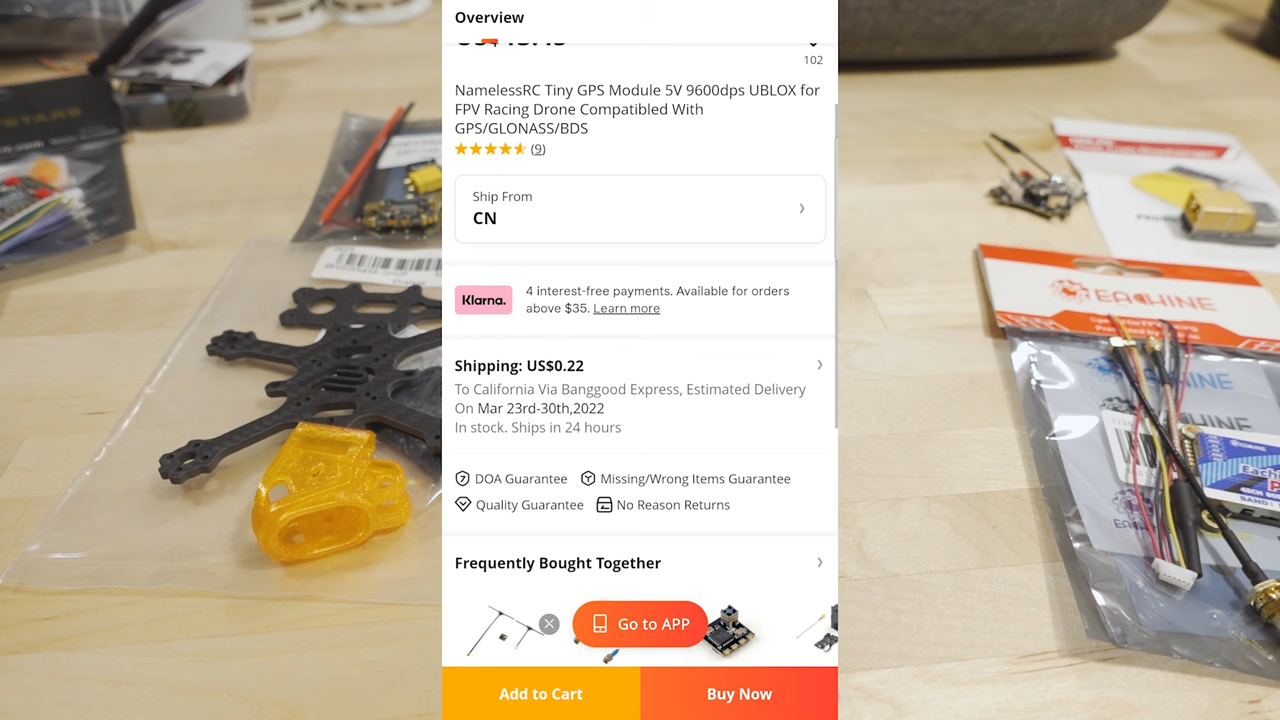 Overview
102
NamelessRC Tiny GPS Module 5V 9600dps UBLOX for
FPV Racing Drone Compatibled With
GPS/GLONASS/BDS
(9)
Ship From
CN
Klarna.
4 interest-free payments. Available for orders
above $35. Learn more
Shipping: US$0.22
To California Via Banggood Express, Estimated Delivery
On Mar 23rd-30th,2022
In stock. Ships in 24 hours
DOA Guarantee
Missing/Wrong Items Guarantee
Quality Guarantee
No Reason Returns
Frequently Bought Together
Go to APP
Add to Cart
Buy Now
EACHINE